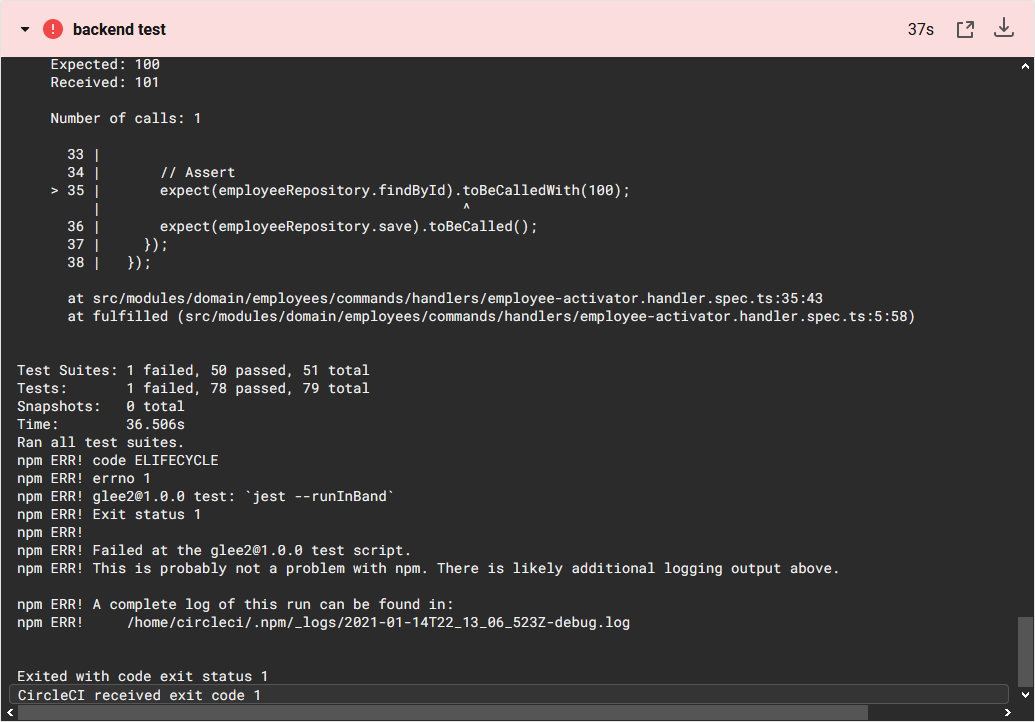 backend test 37s
Expected: 100
Received: 101
Number of calls: 1
33 |
34 |       // Assert
> 35 |       expect(employeeRepository.findById).toBeCalledWith(100);
|                                           ^
36 |       expect(employeeRepository.save).toBeCalled();
37 |     });
38 |   });
at src/modules/domain/employees/commands/handlers/employee-activator.handler.spec.ts:35:43
at fulfilled (src/modules/domain/employees/commands/handlers/employee-activator.handler.spec.ts:5:58)
Test Suites: 1 failed, 50 passed, 51 total
Tests:       1 failed, 78 passed, 79 total
Snapshots:   0 total
Time:        36.506s
Ran all test suites.
npm ERR! code ELIFECYCLE
npm ERR! errno 1
npm ERR! glee2@1.0.0 test: `jest --runInBand`
npm ERR! Exit status 1
npm ERR!
npm ERR! Failed at the glee2@1.0.0 test script.
npm ERR! This is probably not a problem with npm. There is likely additional logging output above.
npm ERR! A complete log of this run can be found in:
npm ERR!     /home/circleci/.npm/_logs/2021-01-14T22_13_06_523Z-debug.log
Exited with code exit status 1
CircleCI received exit code 1